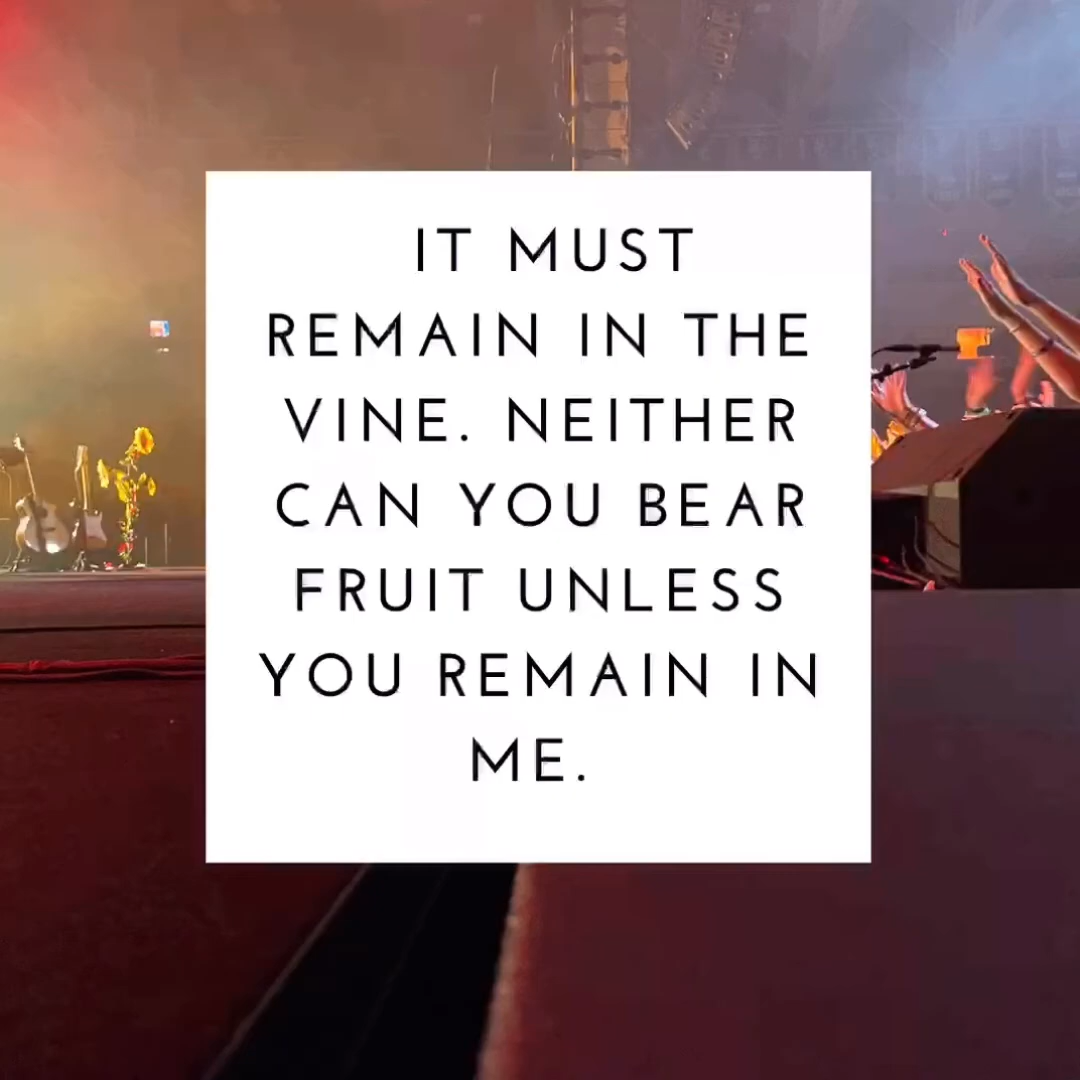 IT MUST
REMAIN IN THE
VINE. NEITHER
CAN YOU BEAR
FRUIT UNLESS
YOU REMAIN IN
ME.